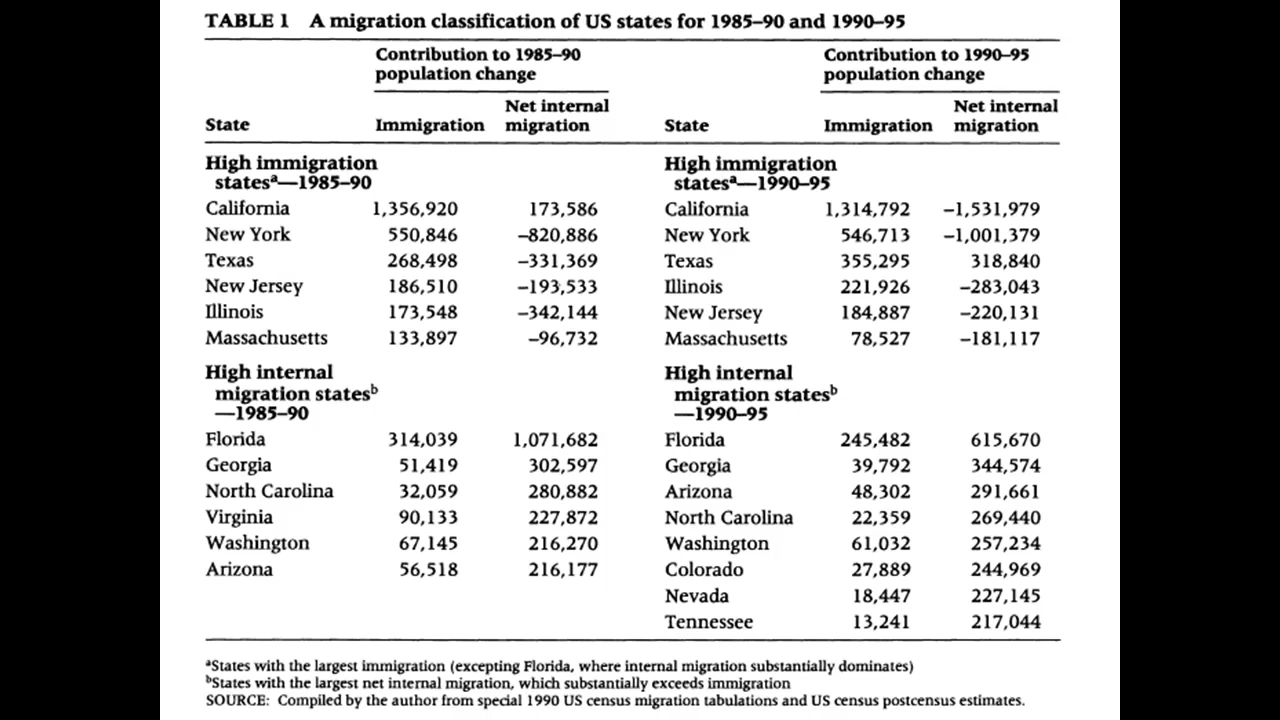 TABLE 1 A migration classification of US states for 1985–90 and 1990–95
Contribution to 1985–90 population change Contribution to 1990–95 population change
State Immigration Net internal migration State Immigration Net internal migration
High immigration statesᵃ—1985–90 High immigration statesᵃ—1990–95
California 1,356,920 173,586 California 1,314,792 –1,531,979
New York 550,846 –820,886 New York 546,713 –1,001,379
Texas 268,498 –331,369 Texas 355,295 318,840
New Jersey 186,510 –193,533 Illinois 221,926 –283,043
Illinois 173,548 –342,144 New Jersey 184,887 –220,131
Massachusetts 133,897 –96,732 Massachusetts 78,527 –181,117
High internal migration statesᵇ —1985–90 High internal migration statesᵇ —1990–95
Florida 314,039 1,071,682 Florida 245,482 615,670
Georgia 51,419 302,597 Georgia 39,792 344,574
North Carolina 32,059 280,882 Arizona 48,302 291,661
Virginia 90,133 227,872 North Carolina 22,359 269,440
Washington 67,145 216,270 Washington 61,032 257,234
Arizona 56,518 216,177 Colorado 27,889 244,969
Nevada 18,447 227,145
Tennessee 13,241 217,044
ᵃStates with the largest immigration (excepting Florida, where internal migration substantially dominates)
ᵇStates with the largest net internal migration, which substantially exceeds immigration
SOURCE: Compiled by the author from special 1990 US census migration tabulations and US census postcensus estimates.